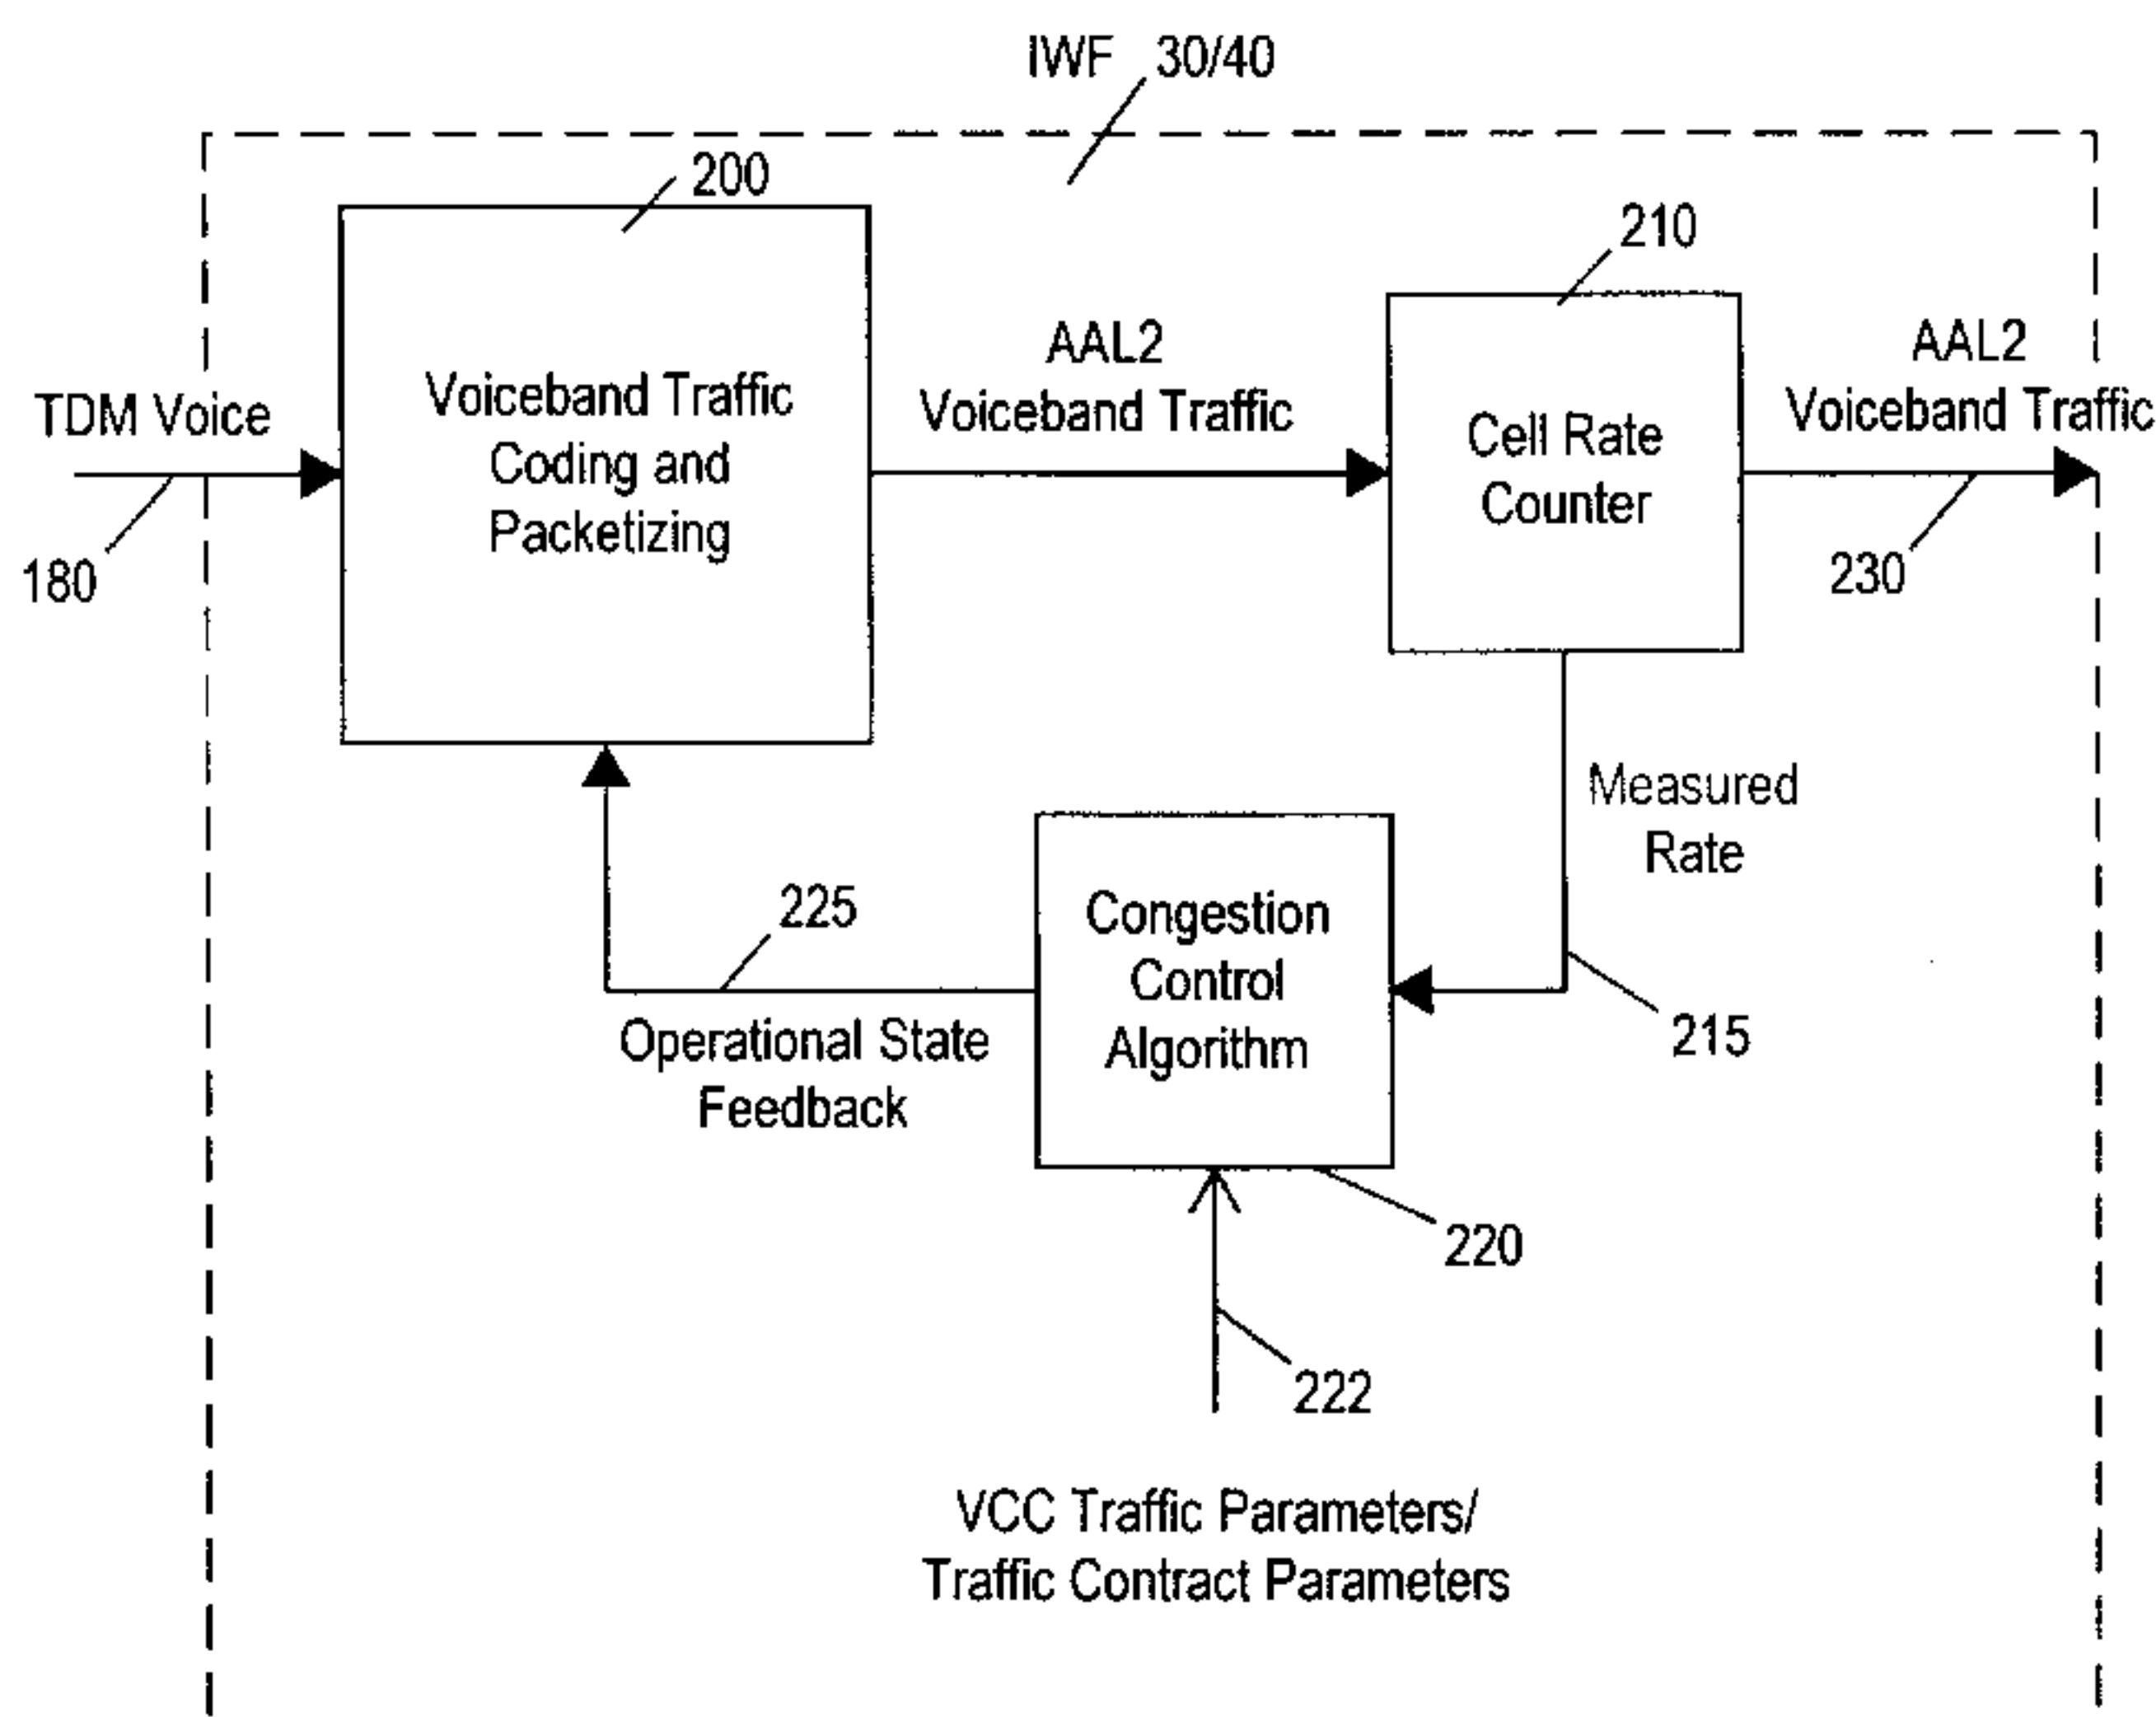 IWF 30/40
200
210
AAL2
Voiceband Traffic
AAL2
Voiceband Traffic
TDM Voice
Voiceband Traffic
Coding and
Packetizing
Cell Rate
Counter
180
230
Measured
Rate
225
Congestion
Control
Algorithm
215
Operational State
Feedback
220
222
VCC Traffic Parameters/
Traffic Contract Parameters